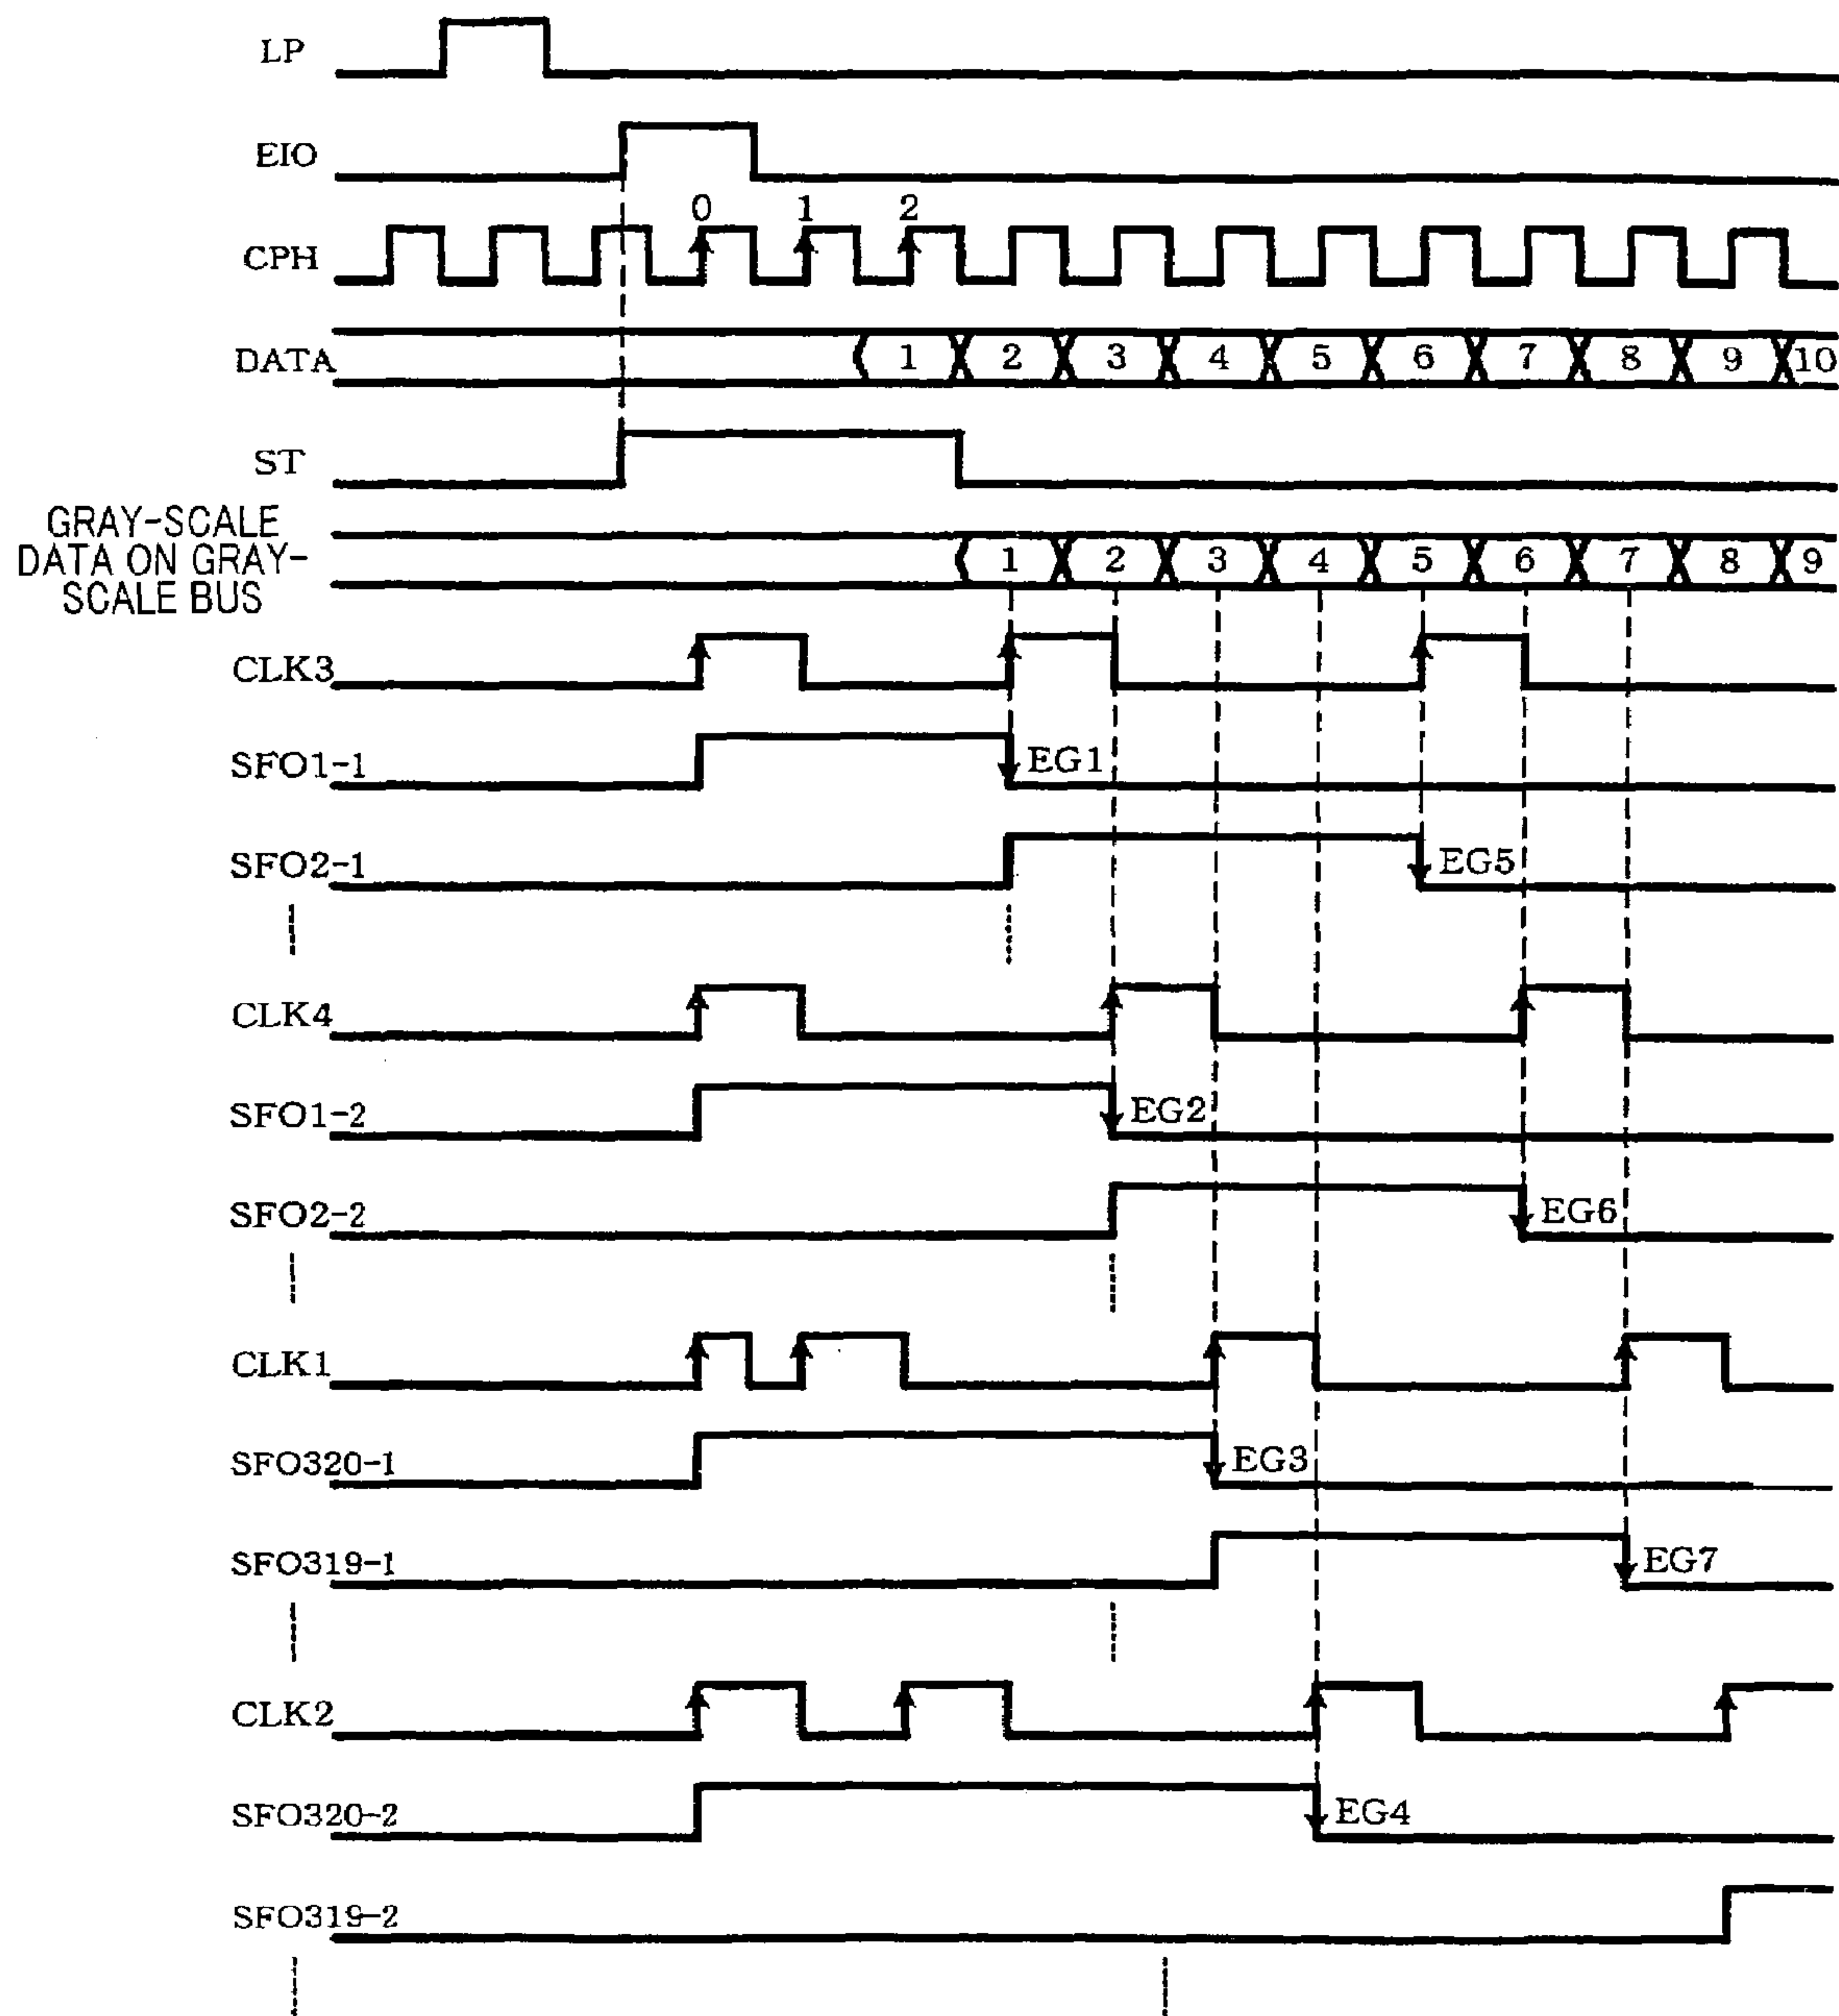 LP
EIO
0 1 2
CPH
DATA 1 2 3 4 5 6 7 8 9 10
ST
GRAY-SCALE
DATA ON GRAY-
SCALE BUS
1 2 3 4 5 6 7 8 9
CLK3
SFO1-1 EG1
SFO2-1 EG5
CLK4
SFO1-2 EG2
SFO2-2 EG6
CLK1
SFO320-1 EG3
SFO319-1 EG7
CLK2
SFO320-2 EG4
SFO319-2